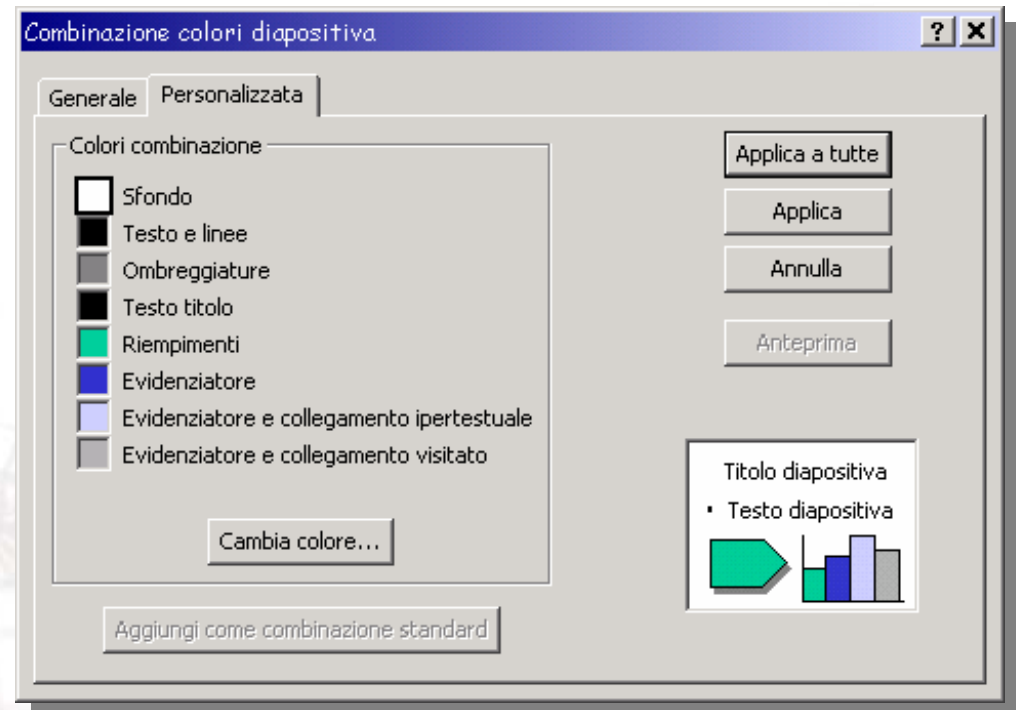 Combinazione colori diapositiva
Generale
Personalizzata
Colori combinazione
Sfondo
Testo e linee
Ombreggiature
Testo titolo
Riempimenti
Evidenziatore
Evidenziatore e collegamento ipertestuale
Evidenziatore e collegamento visitato
Cambia colore...
Aggiungi come combinazione standard
Applica a tutte
Applica
Annulla
Anteprima
Titolo diapositiva
• Testo diapositiva